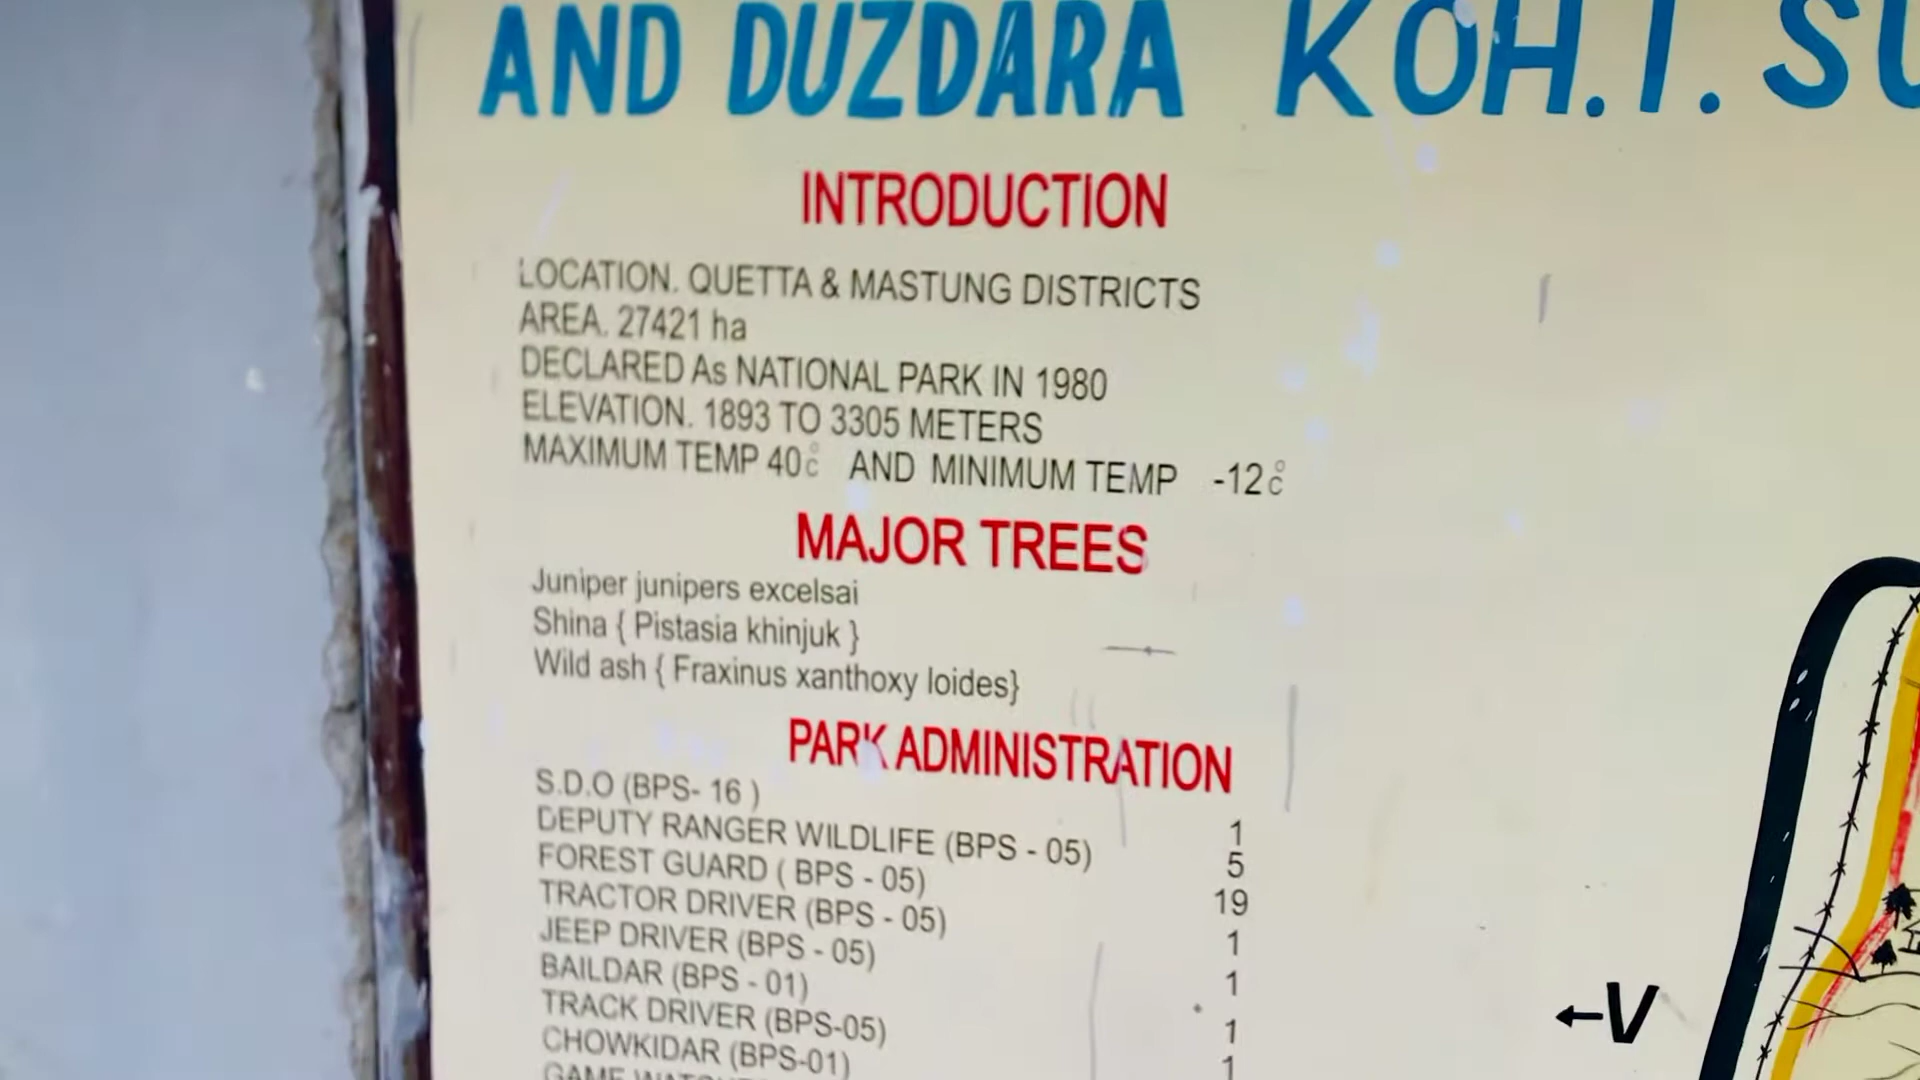 AND DUZDARA KOH.I. SU
INTRODUCTION
LOCATION. QUETTA & MASTUNG DISTRICTS
AREA. 27421 ha
DECLARED As NATIONAL PARK IN 1980
ELEVATION. 1893 TO 3305 METERS
MAXIMUM TEMP 40°C AND MINIMUM TEMP -12°C
MAJOR TREES
Juniper junipers excelsai
Shina { Pistasia khinjuk }
Wild ash { Fraxinus xanthoxy loides}
PARK ADMINISTRATION
S.D.O (BPS- 16 ) 1
DEPUTY RANGER WILDLIFE (BPS - 05) 5
FOREST GUARD ( BPS - 05) 19
TRACTOR DRIVER (BPS - 05) 1
JEEP DRIVER (BPS - 05) 1
BAILDAR (BPS - 01) 1
TRACK DRIVER (BPS-05) 1
CHOWKIDAR (BPS-01)
GAME
←V